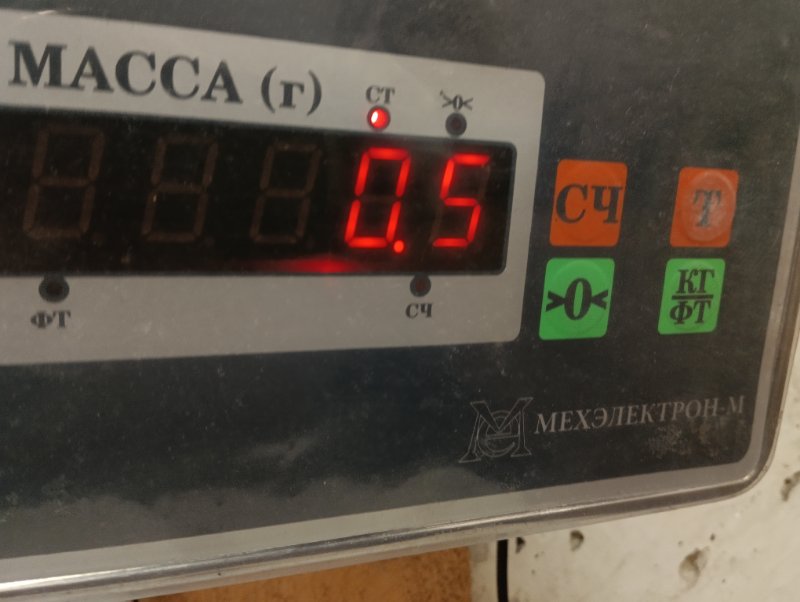 МАССА (г)
СТ >0<
0.5
ФТ СЧ
СЧ Т
>0< КГ/ФТ
МЕХЭЛЕКТРОН-М